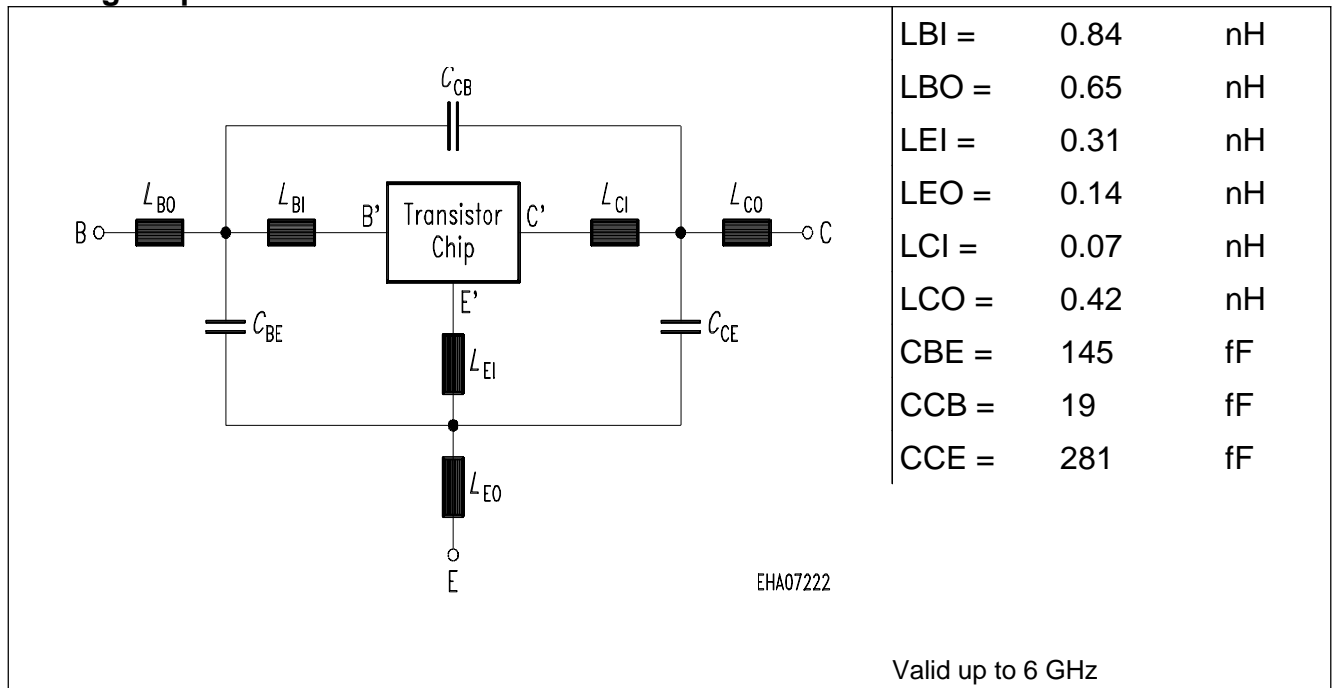 C_CB
L_BO
L_BI
B'
Transistor
Chip
C'
L_CI
L_CO
B
C
E'
C_BE
C_CE
L_EI
L_EO
E
EHA07222
LBI = 0.84 nH
LBO = 0.65 nH
LEI = 0.31 nH
LEO = 0.14 nH
LCI = 0.07 nH
LCO = 0.42 nH
CBE = 145 fF
CCB = 19 fF
CCE = 281 fF
Valid up to 6 GHz